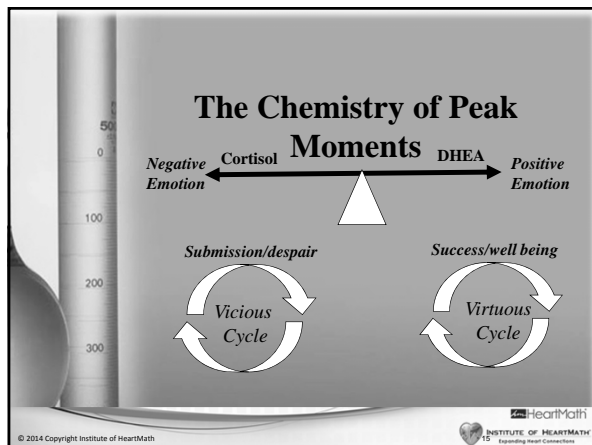 The Chemistry of Peak
Moments
Cortisol
DHEA
Negative
Emotion
Positive
Emotion
Submission/despair
Success/well being
Vicious
Cycle
Virtuous
Cycle
0
100
200
300
HeartMath
© 2014 Copyright Institute of HeartMath
INSTITUTE OF HEARTMATH
15
Expanding Heart Connections